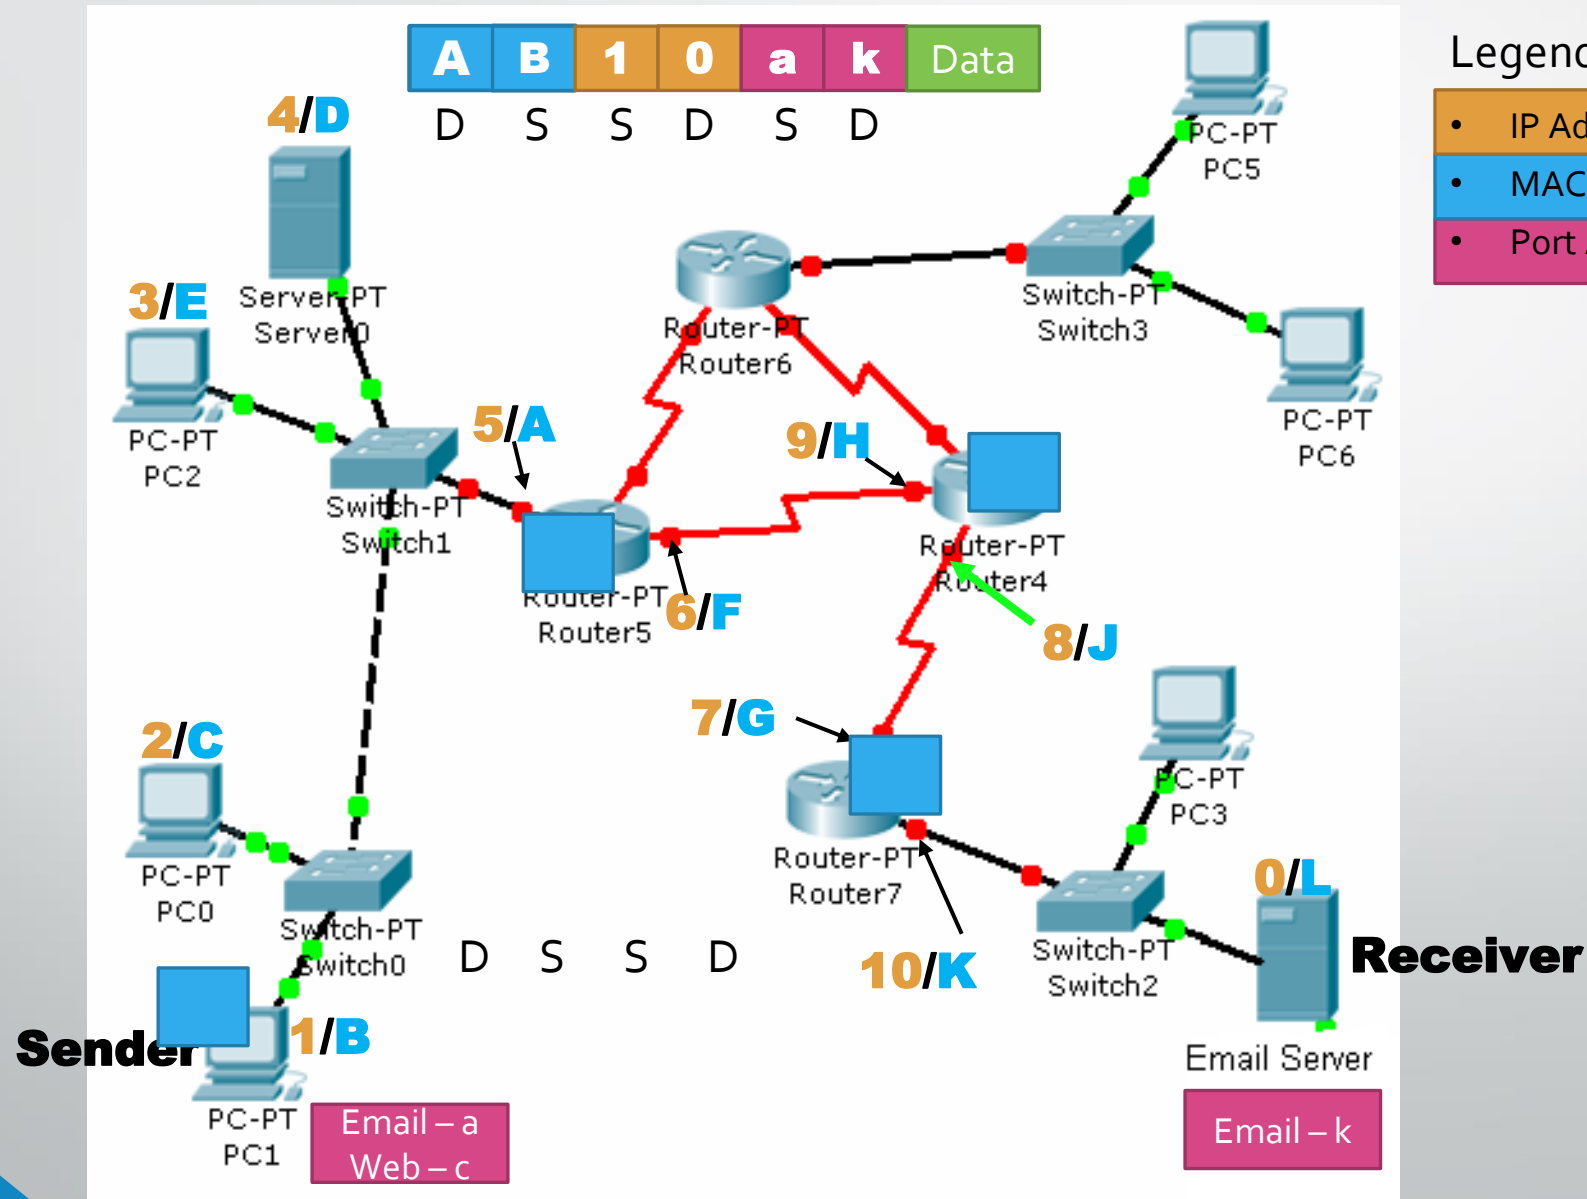 A B 1 0 a k Data
D S S D S D
Legend
• IP Ad
• MAC
• Port
4/D
Server-PT
Server0
3/E
PC-PT
PC2
Switch-PT
Switch1
5/A
Router-PT
Router6
9/H
PC-PT
PC5
Switch-PT
Switch3
PC-PT
PC6
Router-PT
Router4
Router-PT
Router5
6/F
8/J
7/G
2/C
PC-PT
PC0
Switch-PT
Switch0
D S S D
Router-PT
Router7
10/K
PC-PT
PC3
0/L
Switch-PT
Switch2
Receiver
Email Server
Email – k
Sender
1/B
PC-PT
PC1
Email – a
Web – c